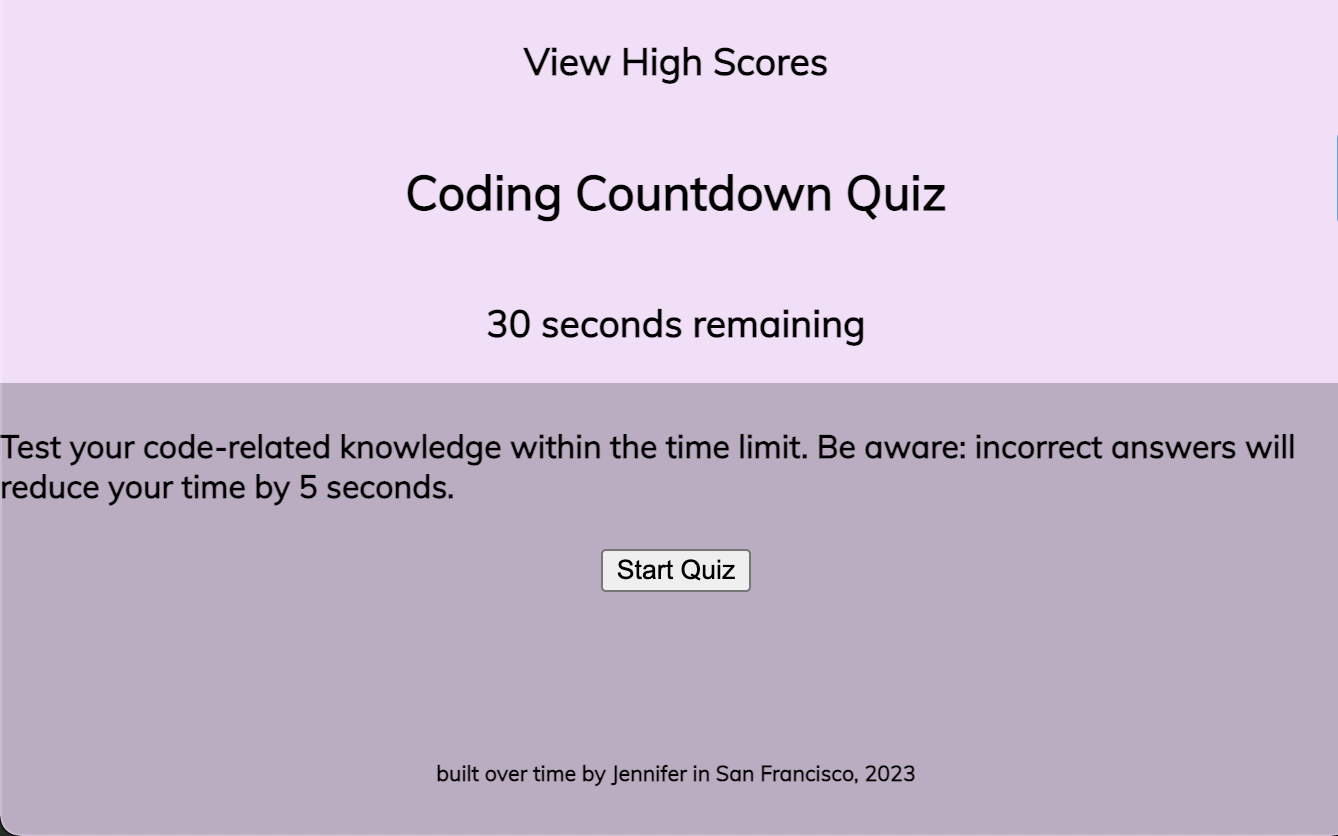 View High Scores
Coding Countdown Quiz
30 seconds remaining
Test your code-related knowledge within the time limit. Be aware: incorrect answers will
reduce your time by 5 seconds.
Start Quiz
built over time by Jennifer in San Francisco, 2023